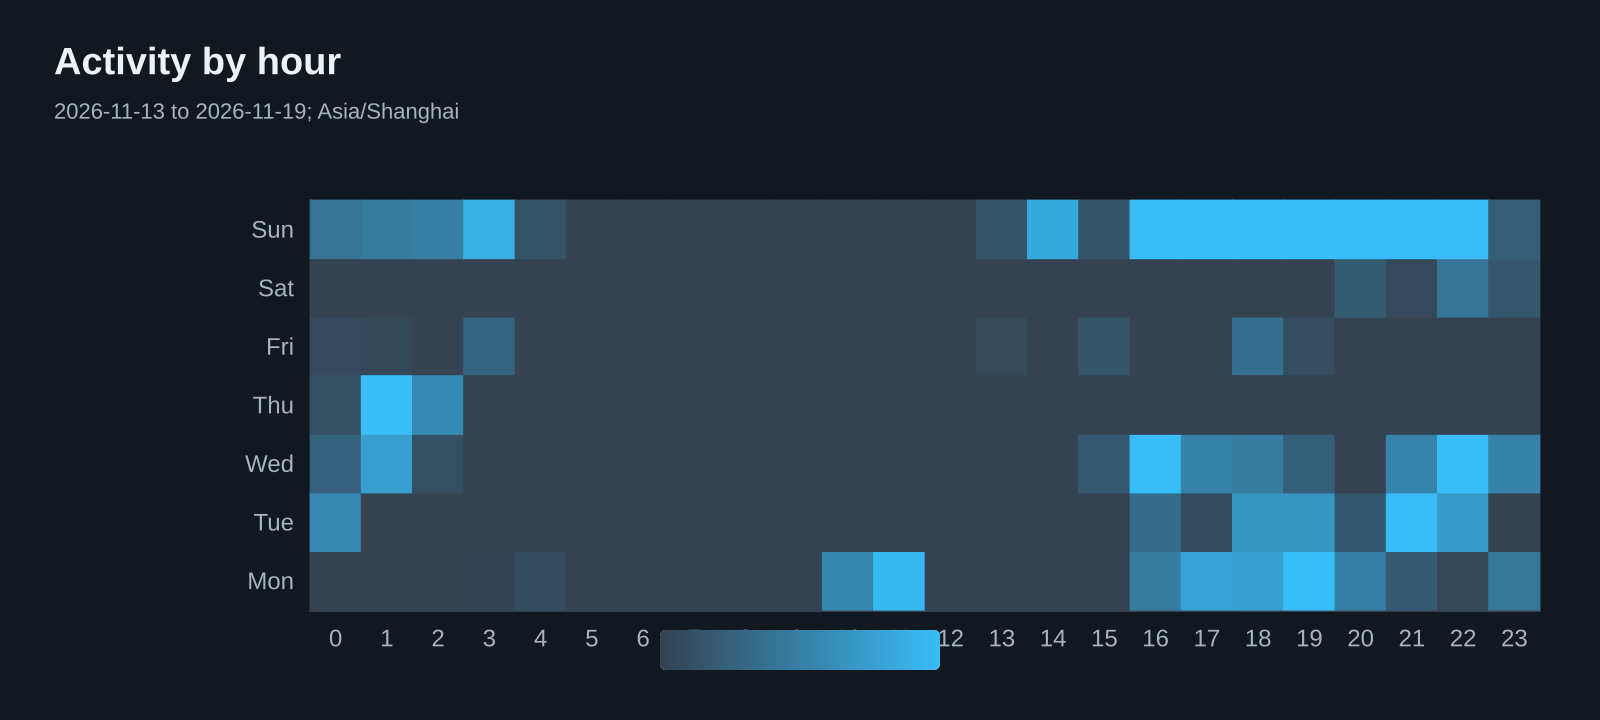 Activity by hour
2026-11-13 to 2026-11-19; Asia/Shanghai
Sun
Sat
Fri
Thu
Wed
Tue
Mon
0 1 2 3 4 5 6 12 13 14 15 16 17 18 19 20 21 22 23